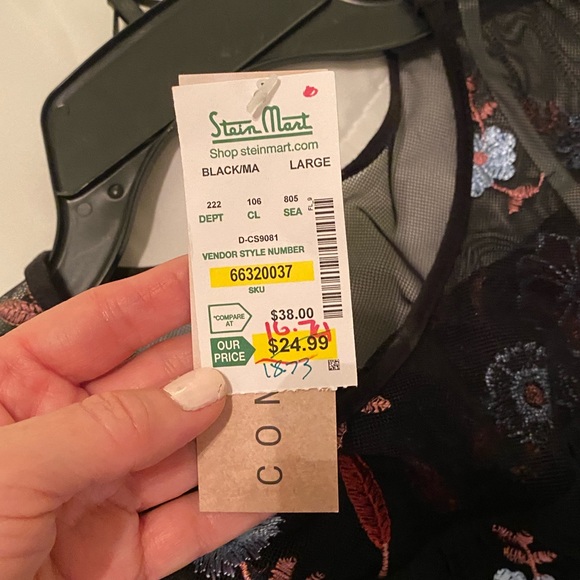 Stein Mart
Shop steinmart.com
BLACK/MA LARGE
222 106 805
DEPT CL SEA
FL_9
D-CS9081
VENDOR STYLE NUMBER
66320037
SKU
*COMPARE AT $38.00
16.74
OUR PRICE $24.99
18.73
CON